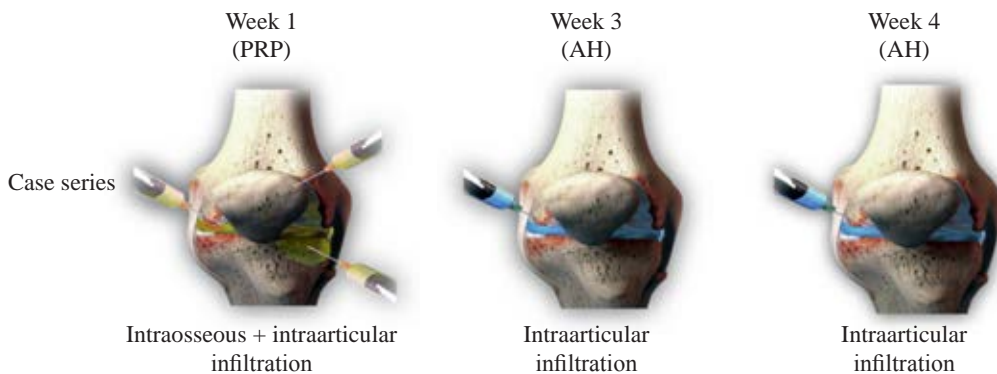 Week 1
(PRP)
Week 3
(AH)
Week 4
(AH)
Case series
Intraosseous + intraarticular
infiltration
Intraarticular
infiltration
Intraarticular
infiltration